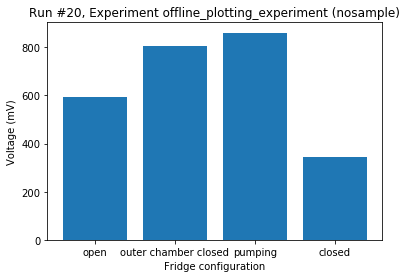 Run #20, Experiment offline_plotting_experiment (nosample)
800
600
400
200
0
Voltage (mV)
open outer chamber closed pumping closed
Fridge configuration